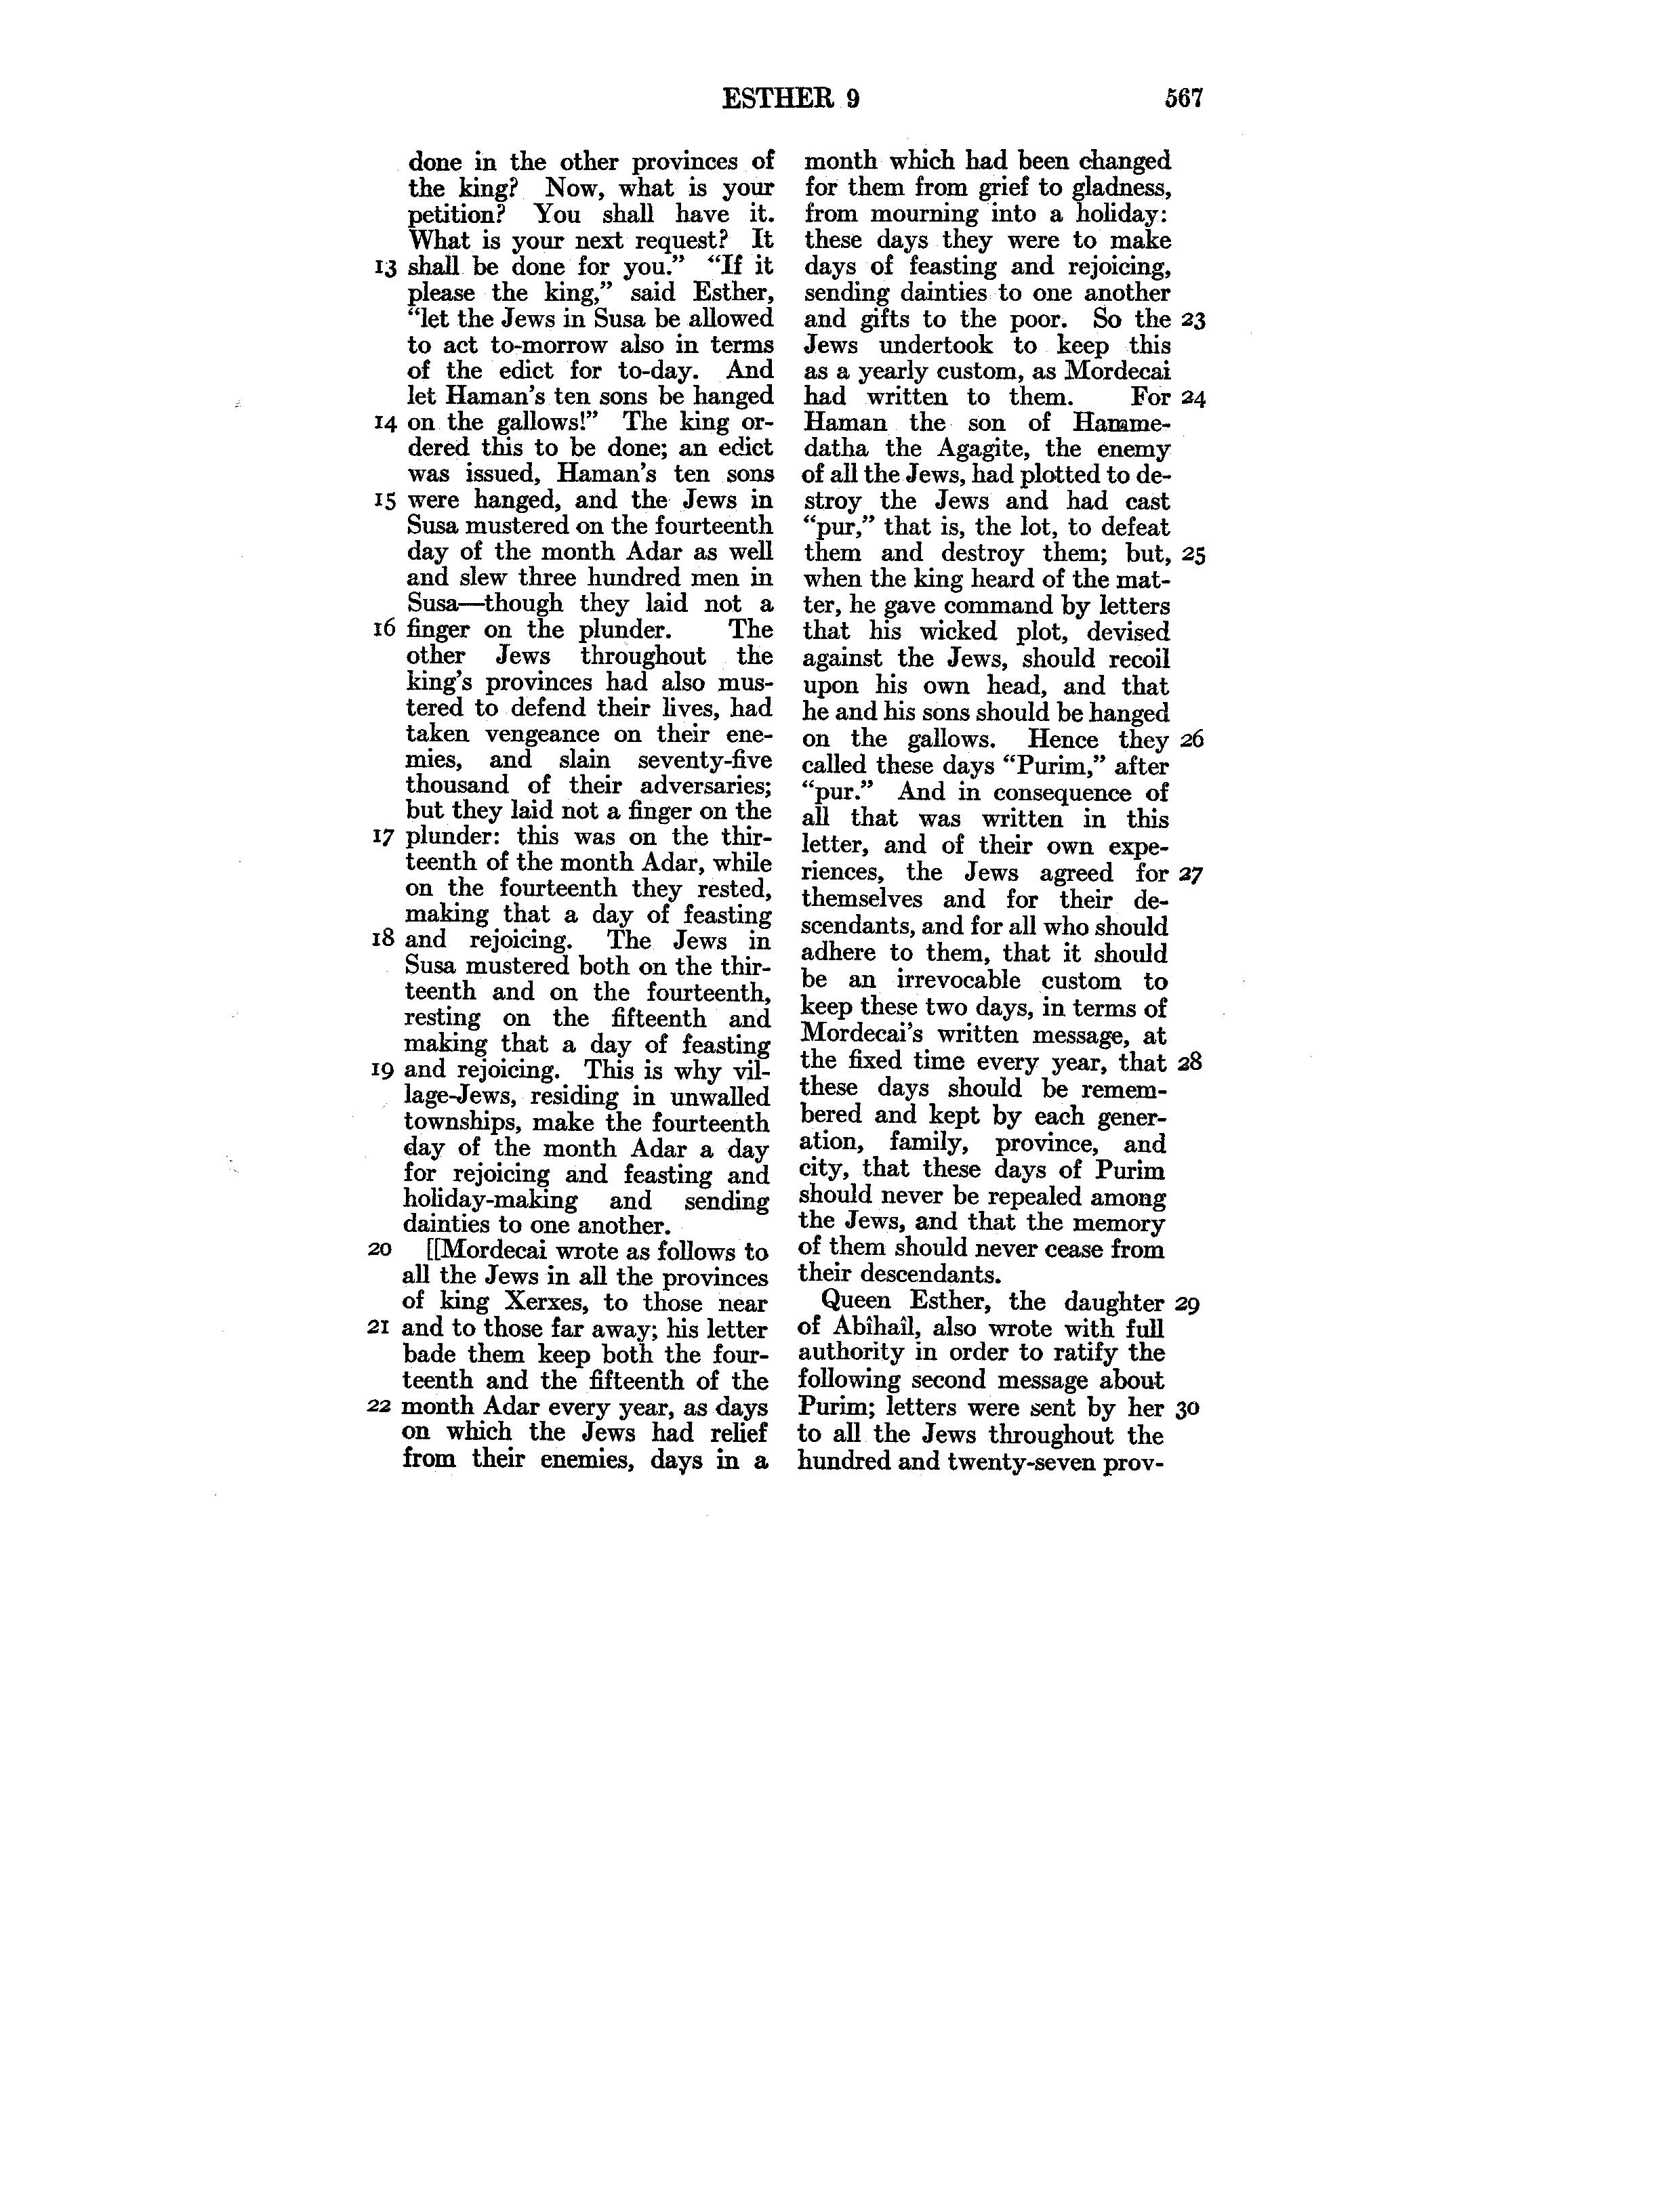 ESTHER 9 567
done in the other provinces of
the king? Now, what is your
petition? You shall have it.
What is your next request? It
13 shall be done for you.” “If it
please the king,” said Esther,
“let the Jews in Susa be allowed
to act to-morrow also in terms
of the edict for to-day. And
let Haman’s ten sons be hanged
14 on the gallows!” The king or-
dered this to be done; an edict
was issued, Haman’s ten sons
15 were hanged, and the Jews in
Susa mustered on the fourteenth
day of the month Adar as well
and slew three hundred men in
Susa—though they laid not a
16 finger on the plunder. The
other Jews throughout the
king’s provinces had also mus-
tered to defend their lives, had
taken vengeance on their ene-
mies, and slain seventy-five
thousand of their adversaries;
but they laid not a finger on the
17 plunder: this was on the thir-
teenth of the month Adar, while
on the fourteenth they rested,
making that a day of feasting
18 and rejoicing. The Jews in
Susa mustered both on the thir-
teenth and on the fourteenth,
resting on the fifteenth and
making that a day of feasting
19 and rejoicing. This is why vil-
lage-Jews, residing in unwalled
townships, make the fourteenth
day of the month Adar a day
for rejoicing and feasting and
holiday-making and sending
dainties to one another.
20 [[Mordecai wrote as follows to
all the Jews in all the provinces
of king Xerxes, to those near
21 and to those far away; his letter
bade them keep both the four-
teenth and the fifteenth of the
22 month Adar every year, as days
on which the Jews had relief
from their enemies, days in a
month which had been changed
for them from grief to gladness,
from mourning into a holiday:
these days they were to make
days of feasting and rejoicing,
sending dainties to one another
and gifts to the poor. So the 23
Jews undertook to keep this
as a yearly custom, as Mordecai
had written to them. For 24
Haman the son of Hamme-
datha the Agagite, the enemy
of all the Jews, had plotted to de-
stroy the Jews and had cast
“pur,” that is, the lot, to defeat
them and destroy them; but, 25
when the king heard of the mat-
ter, he gave command by letters
that his wicked plot, devised
against the Jews, should recoil
upon his own head, and that
he and his sons should be hanged
on the gallows. Hence they 26
called these days “Purim,” after
“pur.” And in consequence of
all that was written in this
letter, and of their own expe-
riences, the Jews agreed for 27
themselves and for their de-
scendants, and for all who should
adhere to them, that it should
be an irrevocable custom to
keep these two days, in terms of
Mordecai’s written message, at
the fixed time every year, that 28
these days should be remem-
bered and kept by each gener-
ation, family, province, and
city, that these days of Purim
should never be repealed among
the Jews, and that the memory
of them should never cease from
their descendants.
Queen Esther, the daughter 29
of Abîhaîl, also wrote with full
authority in order to ratify the
following second message about
Purim; letters were sent by her 30
to all the Jews throughout the
hundred and twenty-seven prov-